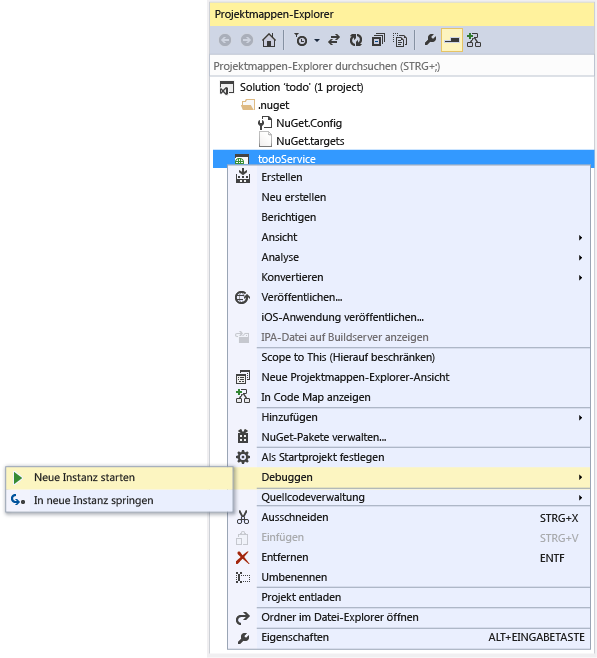 Projektmappen-Explorer
Projektmappen-Explorer durchsuchen (STRG+;)
Solution 'todo' (1 project)
.nuget
NuGet.Config
NuGet.targets
todoService
Erstellen
Neu erstellen
Berichtigen
Ansicht
Analyse
Konvertieren
Veröffentlichen...
iOS-Anwendung veröffentlichen...
IPA-Datei auf Buildserver anzeigen
Scope to This (Hierauf beschränken)
Neue Projektmappen-Explorer-Ansicht
In Code Map anzeigen
Hinzufügen
NuGet-Pakete verwalten...
Als Startprojekt festlegen
Debuggen
Neue Instanz starten
In neue Instanz springen
Quellcodeverwaltung
Ausschneiden STRG+X
Einfügen STRG+V
Entfernen ENTF
Umbenennen
Projekt entladen
Ordner im Datei-Explorer öffnen
Eigenschaften ALT+EINGABETASTE